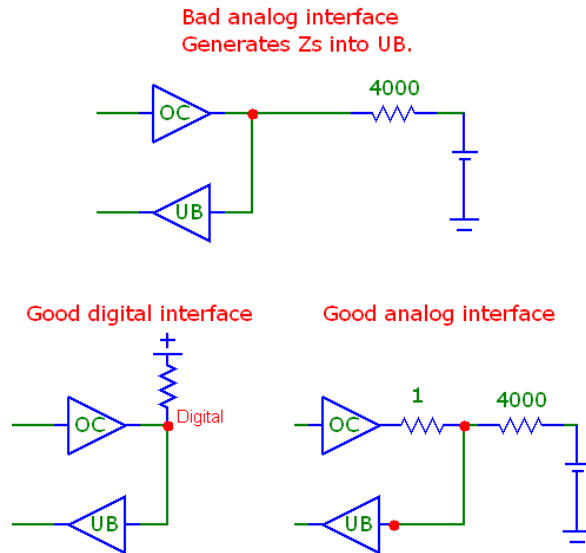 Bad analog interface
Generates Zs into UB.
4000
OC
UB
Good digital interface
Good analog interface
+
Digital
OC
UB
1
4000
OC
UB